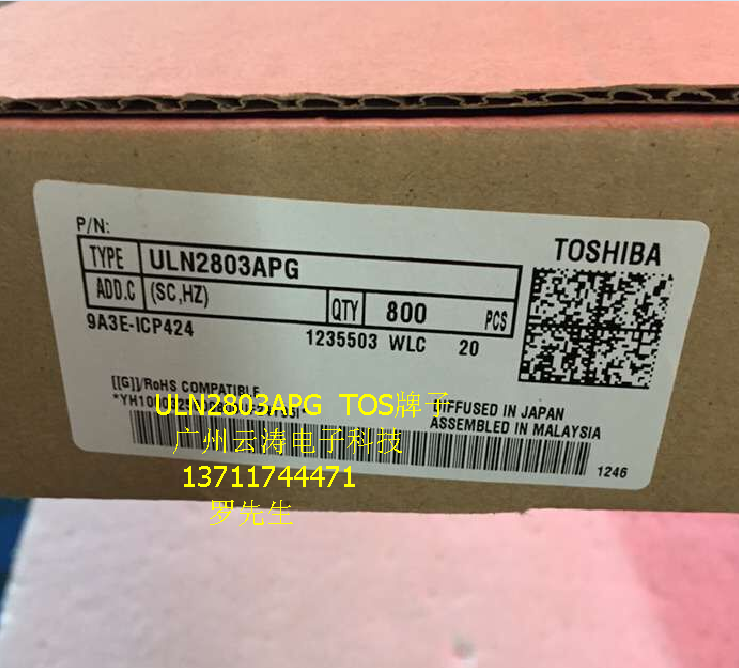 P/N:
TOSHIBA
TYPE ULN2803APG
ADD.C (SC,HZ) QTY 800 PCS
9A3E-ICP424
1235503 WLC 20
[[G]]/RoHS COMPATIBLE
DIFFUSED IN JAPAN
ASSEMBLED IN MALAYSIA
1246
ULN2803APG TOS牌子
广州云涛电子科技
13711744471
罗先生